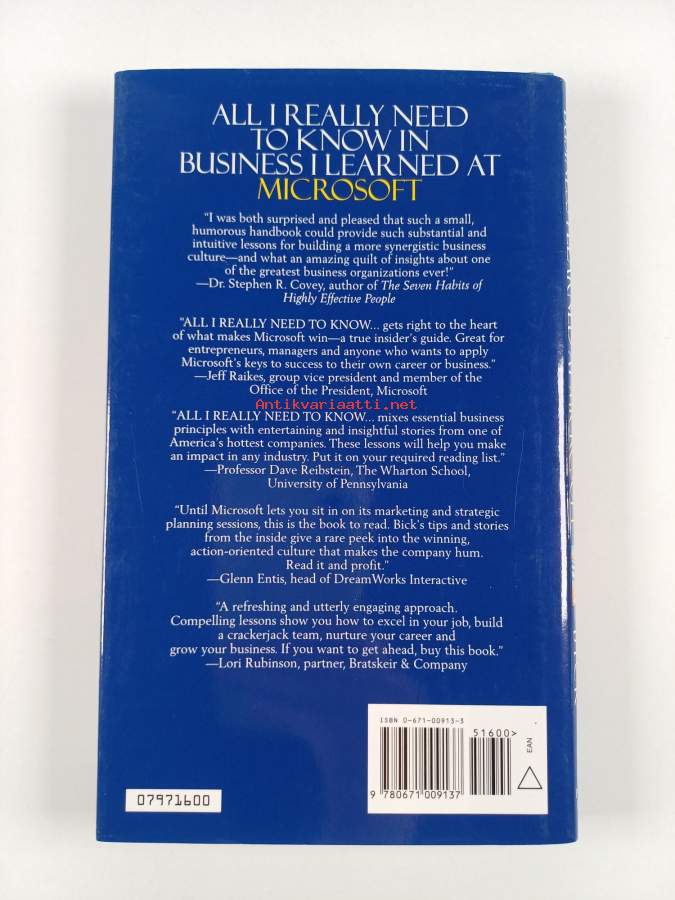 ALL I REALLY NEED
TO KNOW IN
BUSINESS I LEARNED AT
MICROSOFT
“I was both surprised and pleased that such a small,
humorous handbook could provide such substantial and
intuitive lessons for building a more synergistic business
culture—and what an amazing quilt of insights about one
of the greatest business organizations ever!”
—Dr. Stephen R. Covey, author of The Seven Habits of
Highly Effective People
“ALL I REALLY NEED TO KNOW... gets right to the heart
of what makes Microsoft win—a true insider's guide. Great for
entrepreneurs, managers and anyone who wants to apply
Microsoft's keys to success to their own career or business.”
—Jeff Raikes, group vice president and member of the
Office of the President, Microsoft
Antikvariaatti.net
“ALL I REALLY NEED TO KNOW... mixes essential business
principles with entertaining and insightful stories from one of
America's hottest companies. These lessons will help you make
an impact in any industry. Put it on your required reading list.”
—Professor Dave Reibstein, The Wharton School,
University of Pennsylvania
"Until Microsoft lets you sit in on its marketing and strategic
planning sessions, this is the book to read. Bick's tips and stories
from the inside give a rare peek into the winning,
action-oriented culture that makes the company hum.
Read it and profit."
—Glenn Entis, head of DreamWorks Interactive
“A refreshing and utterly engaging approach.
Compelling lessons show you how to excel in your job, build
a crackerjack team, nurture your career and
grow your business. If you want to get ahead, buy this book.”
—Lori Rubinson, partner, Bratskeir & Company
ISBN 0-671-00913-3
51600>
EAN
9 780671 009137
07971600